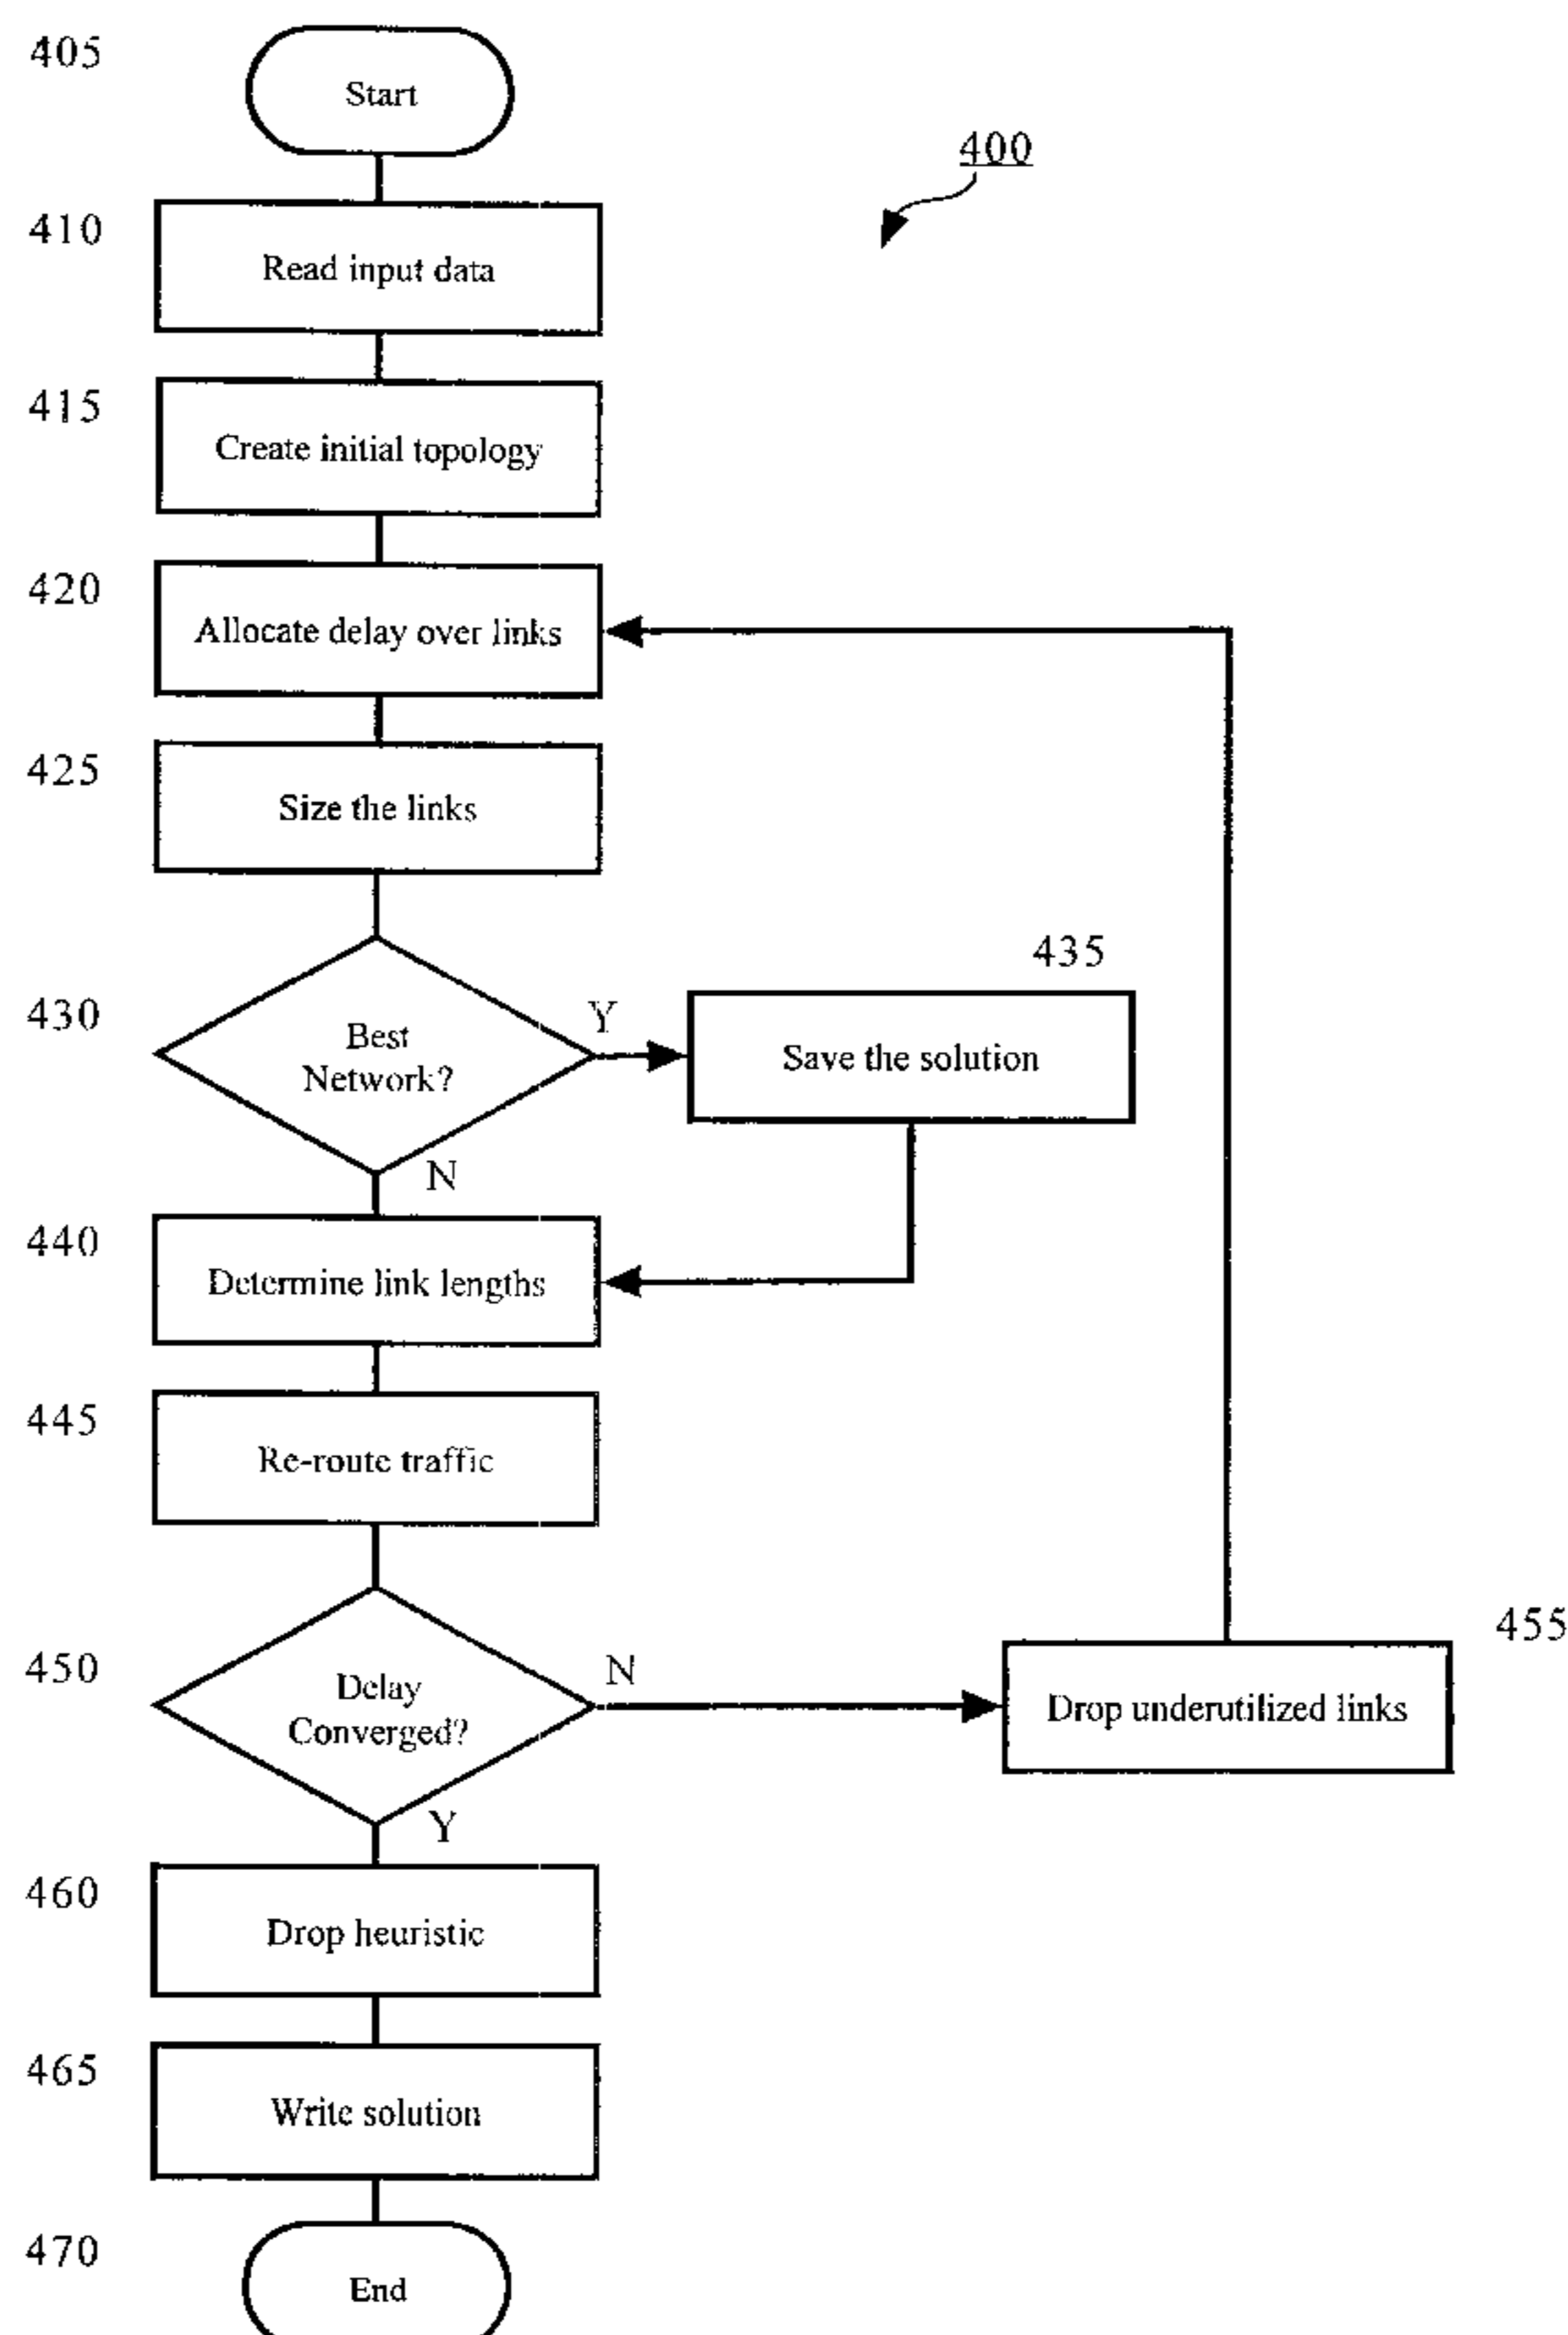 405
Start
400
410
Read input data
415
Create initial topology
420
Allocate delay over links
425
Size the links
435
430
Best
Network?
Y
Save the solution
N
440
Determine link lengths
445
Re-route traffic
455
450
Delay
Converged?
N
Drop underutilized links
Y
460
Drop heuristic
465
Write solution
470
End